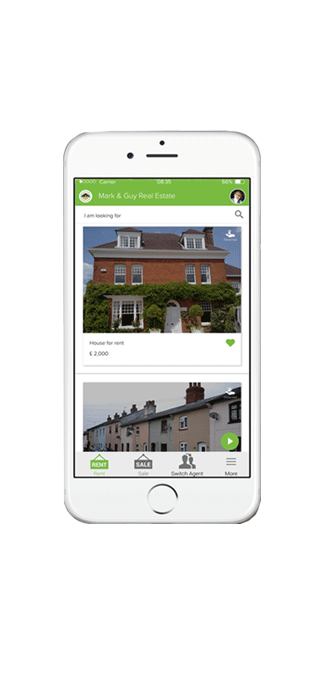 Carrier 08:35 56%
Mark & Guy Real Estate
I am looking for
House for rent
£ 2,000
RENT SALE
Rent Sale Switch Agent More